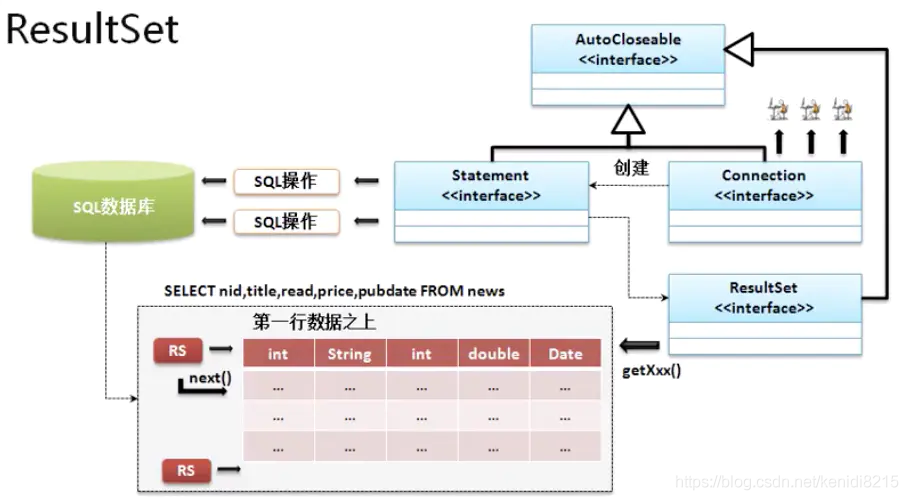 ResultSet
AutoCloseable
<<interface>>
创建
Statement
<<interface>>
Connection
<<interface>>
SQL数据库
SQL操作
SQL操作
ResultSet
<<interface>>
SELECT nid,title,read,price,pubdate FROM news
第一行数据之上
RS
int String int double Date
getXxx()
next()
... ... ... ... ...
... ... ... ... ...
... ... ... ... ...
RS
https://blog.csdn.net/kenidi8215